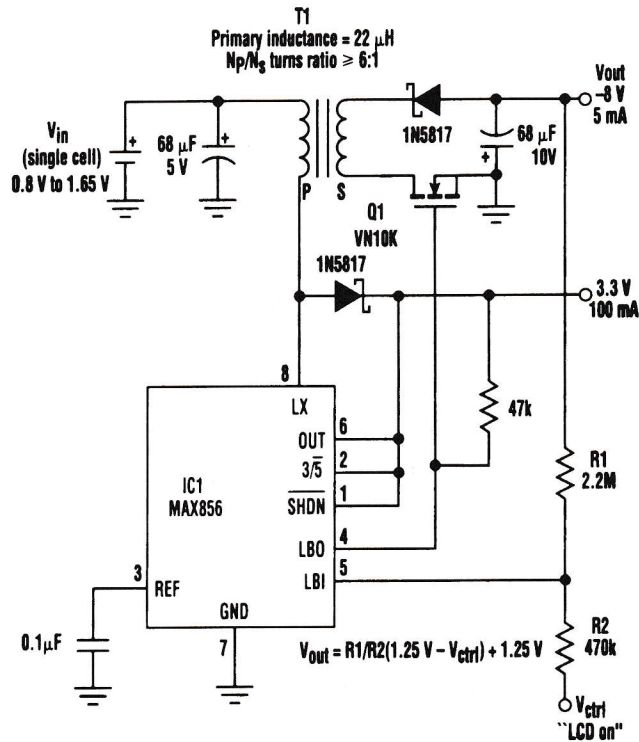 T1
Primary inductance = 22 μH
Np/Ns turns ratio ≥ 6:1
Vin
(single cell)
0.8 V to 1.65 V
+
68 μF
5 V
+
P
S
1N5817
68 μF
10V
+
Vout
–8 V
5 mA
Q1
VN10K
1N5817
3.3 V
100 mA
47k
8
LX
OUT
6
3/5
2
SHDN
1
LBO
4
LBI
5
IC1
MAX856
3
REF
GND
7
0.1μF
R1
2.2M
R2
470k
Vout = R1/R2(1.25 V – Vctrl) + 1.25 V
Vctrl
``LCD on"